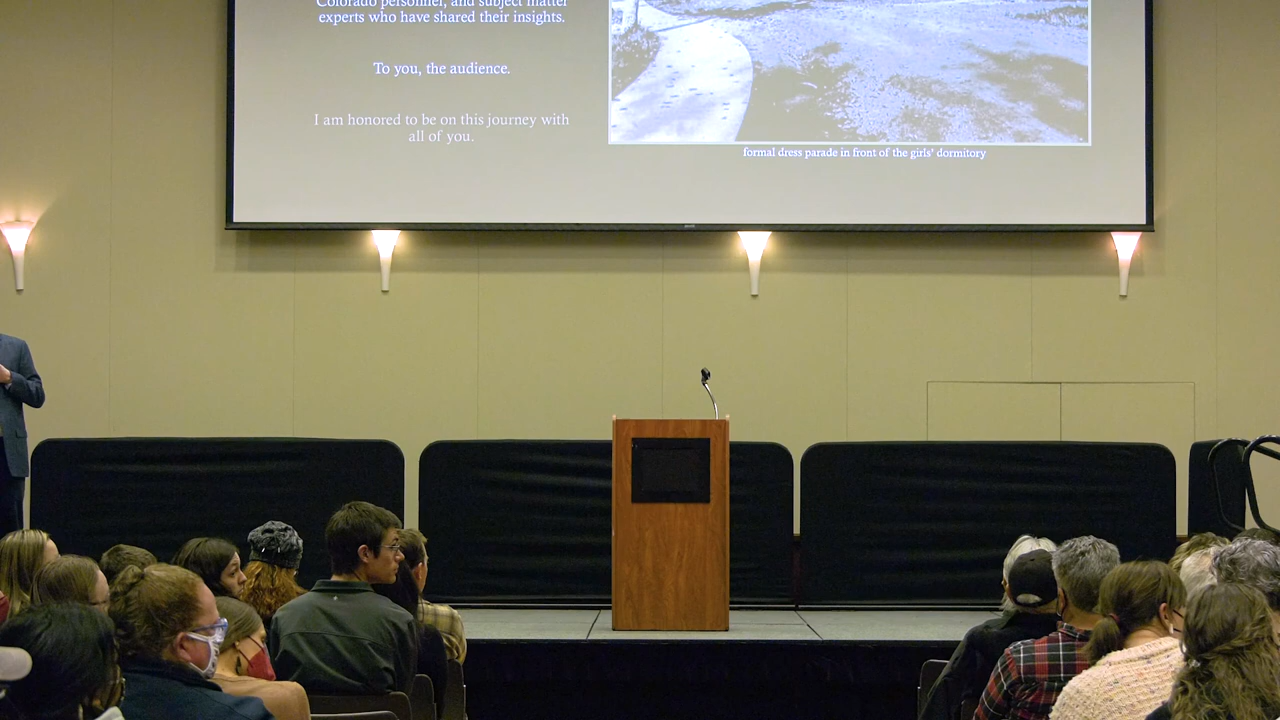 Colorado personnel, and subject matter
experts who have shared their insights.
To you, the audience.
I am honored to be on this journey with
all of you.
formal dress parade in front of the girls' dormitory